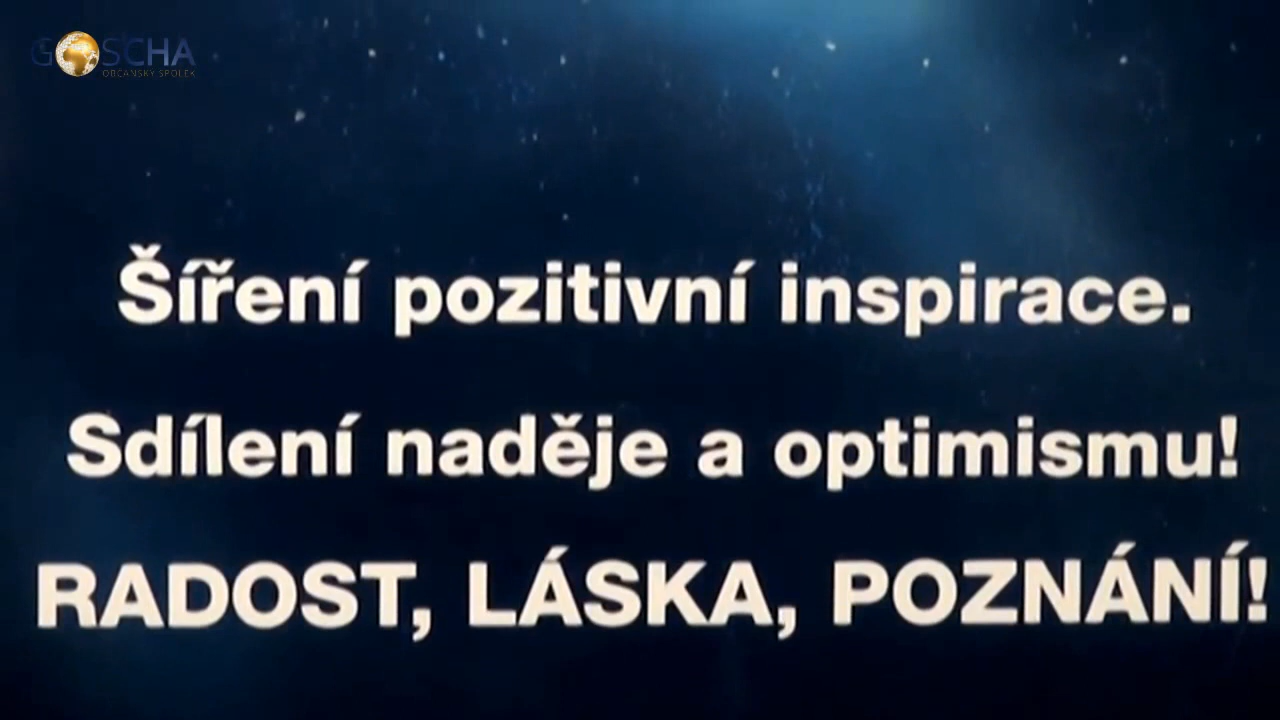 GOSCHA
OBČANSKÝ SPOLEK
Šíření pozitivní inspirace.
Sdílení naděje a optimismu!
RADOST, LÁSKA, POZNÁNÍ!